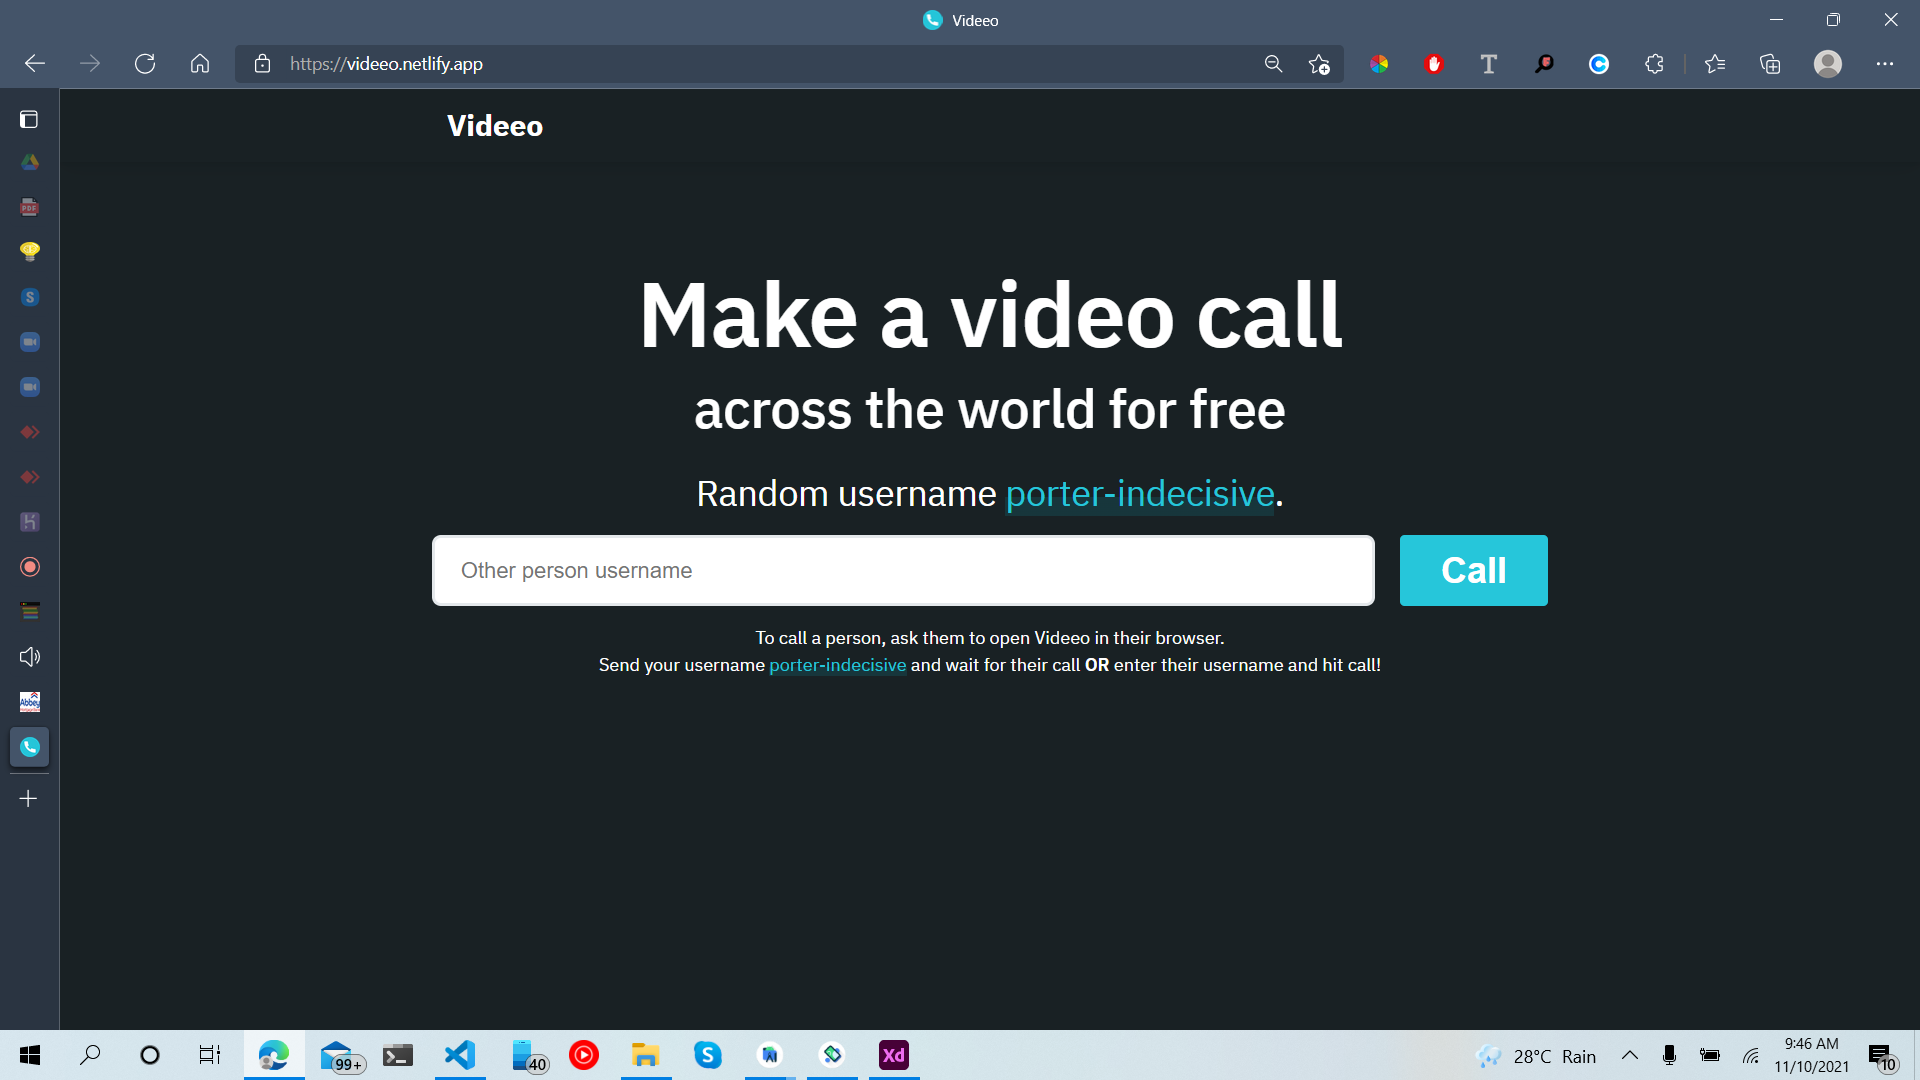 Videeo
https://videeo.netlify.app
T
PDF
S
Abbey
Videeo
Make a video call
across the world for free
Random username porter-indecisive.
Other person username
Call
To call a person, ask them to open Videeo in their browser.
Send your username porter-indecisive and wait for their call OR enter their username and hit call!
99+
40
S
Xd
28°C Rain
9:46 AM
11/10/2021
10